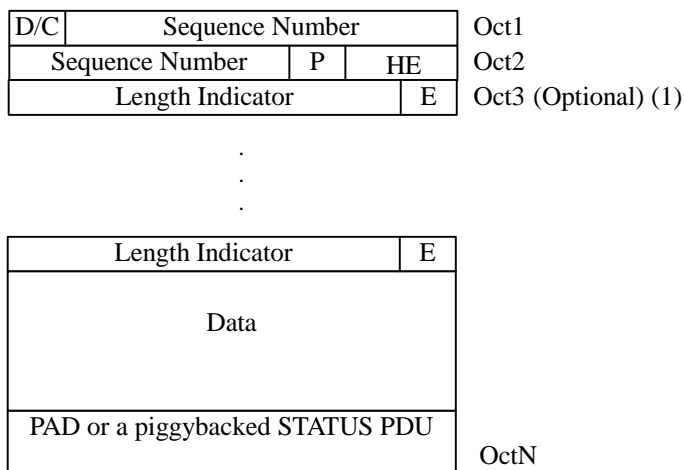 D/C Sequence Number Oct1
Sequence Number P HE Oct2
Length Indicator E Oct3 (Optional) (1)
.
.
.
Length Indicator E
Data
PAD or a piggybacked STATUS PDU
OctN